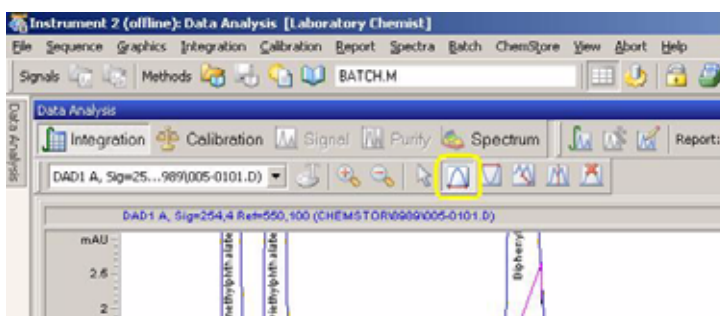 Instrument 2 (offline): Data Analysis [Laboratory Chemist]
File Sequence Graphics Integration Calibration Report Spectra Batch ChemStore View Abort Help
Signals Methods BATCH.M
Data Analysis
Data Analysis
Integration Calibration Signal Purity Spectrum Report:
DAD1 A, Sig=25...989\005-0101.D)
DAD1 A, Sig=254,4 Ref=550,100 (CHEMSTOR\8989\005-0101.D)
mAU
2.5
2